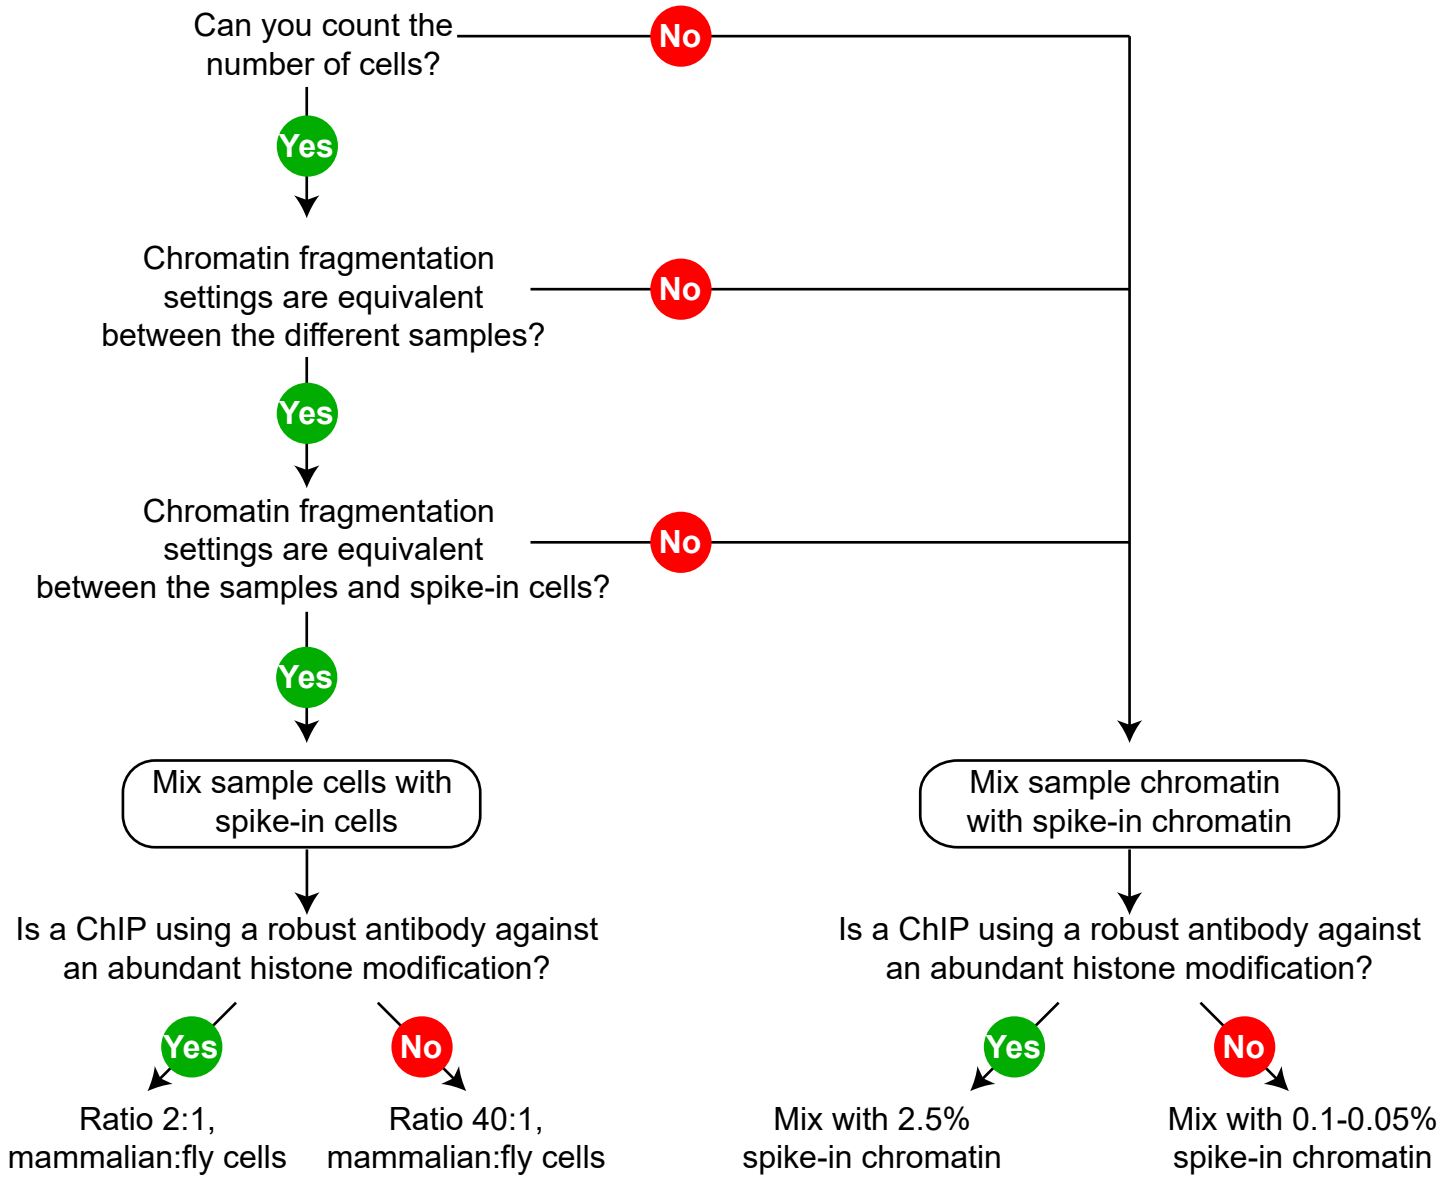 Can you count the
number of cells?
No
Yes
Chromatin fragmentation
settings are equivalent
between the different samples?
No
Yes
Chromatin fragmentation
settings are equivalent
between the samples and spike-in cells?
No
Yes
Mix sample cells with
spike-in cells
Mix sample chromatin
with spike-in chromatin
Is a ChIP using a robust antibody against
an abundant histone modification?
Is a ChIP using a robust antibody against
an abundant histone modification?
Yes
No
Yes
No
Ratio 2:1,
mammalian:fly cells
Ratio 40:1,
mammalian:fly cells
Mix with 2.5%
spike-in chromatin
Mix with 0.1-0.05%
spike-in chromatin